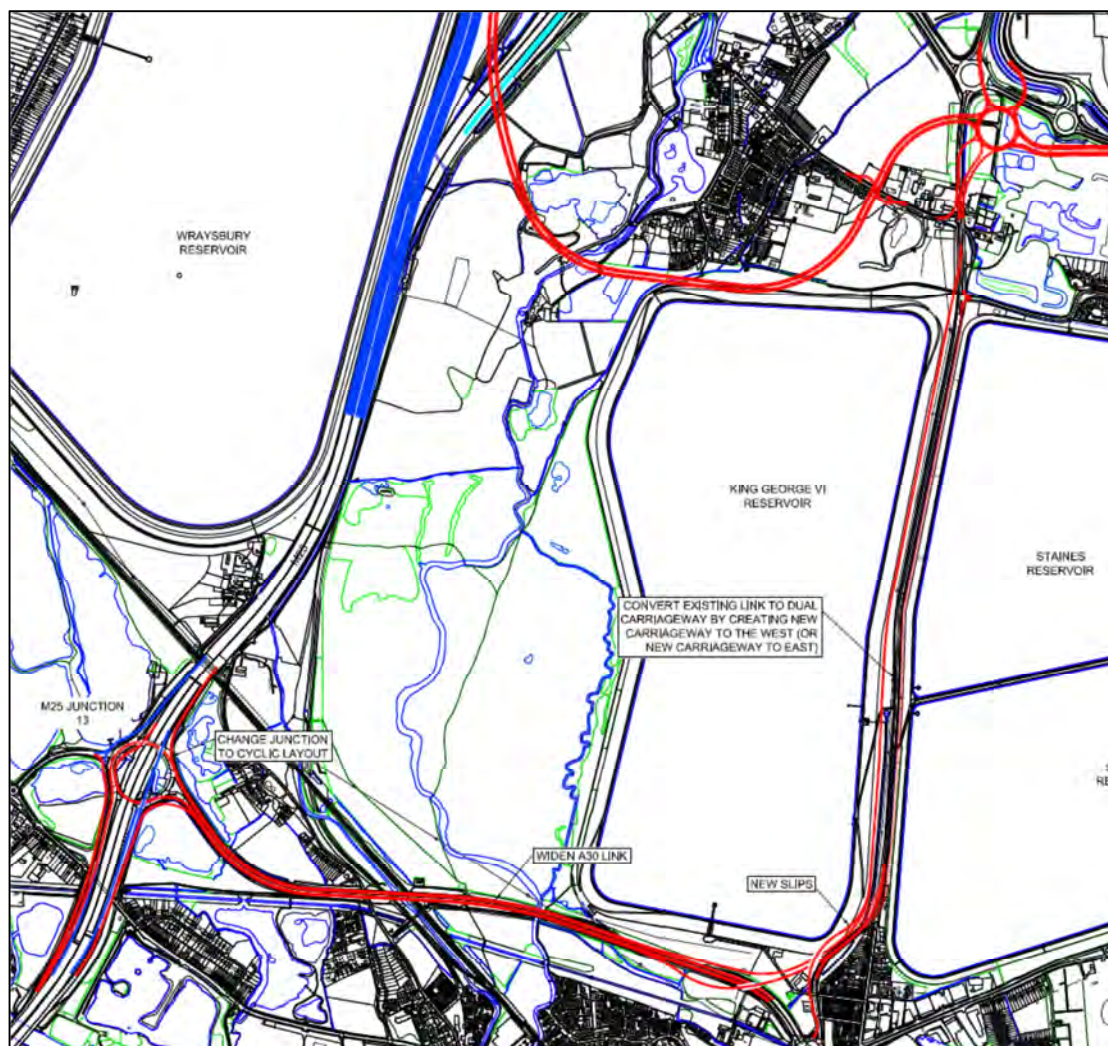 WRAYSBURY
RESERVOIR
KING GEORGE VI
RESERVOIR
STAINES
RESERVOIR
CONVERT EXISTING LINK TO DUAL
CARRIAGEWAY BY CREATING NEW
CARRIAGEWAY TO THE WEST (OR
NEW CARRIAGEWAY TO EAST)
M25 JUNCTION
13
CHANGE JUNCTION
TO CYCLIC LAYOUT
WIDEN A30 LINK
NEW SLIPS